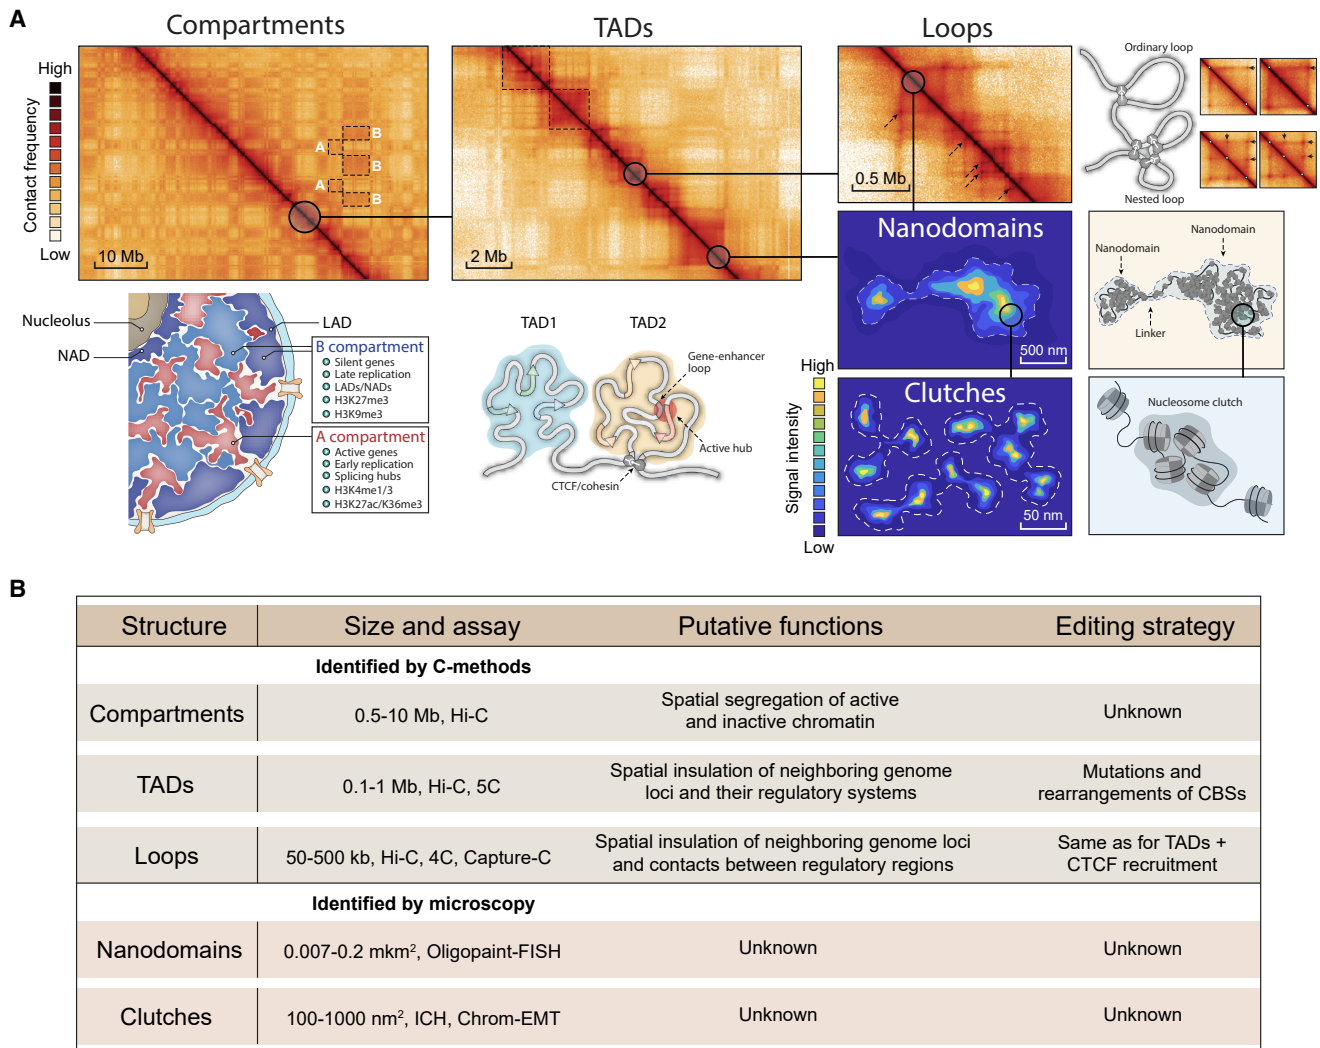 A
Compartments
TADs
Loops
High
Contact frequency
Low
A
A
B
B
B
10 Mb
2 Mb
0.5 Mb
Ordinary loop
Nested loop
Nanodomains
500 nm
Nanodomain
Nanodomain
Linker
Nucleolus
NAD
LAD
B compartment
Silent genes
Late replication
LADs/NADs
H3K27me3
H3K9me3
A compartment
Active genes
Early replication
Splicing hubs
H3K4me1/3
H3K27ac/K36me3
TAD1
TAD2
Gene-enhancer
loop
Active hub
CTCF/cohesin
High
Signal intensity
Low
Clutches
50 nm
Nucleosome clutch
B
Structure
Size and assay
Putative functions
Editing strategy
Identified by C-methods
Compartments
0.5-10 Mb, Hi-C
Spatial segregation of active
and inactive chromatin
Unknown
TADs
0.1-1 Mb, Hi-C, 5C
Spatial insulation of neighboring genome
loci and their regulatory systems
Mutations and
rearrangements of CBSs
Loops
50-500 kb, Hi-C, 4C, Capture-C
Spatial insulation of neighboring genome loci
and contacts between regulatory regions
Same as for TADs +
CTCF recruitment
Identified by microscopy
Nanodomains
0.007-0.2 mkm², Oligopaint-FISH
Unknown
Unknown
Clutches
100-1000 nm², ICH, Chrom-EMT
Unknown
Unknown